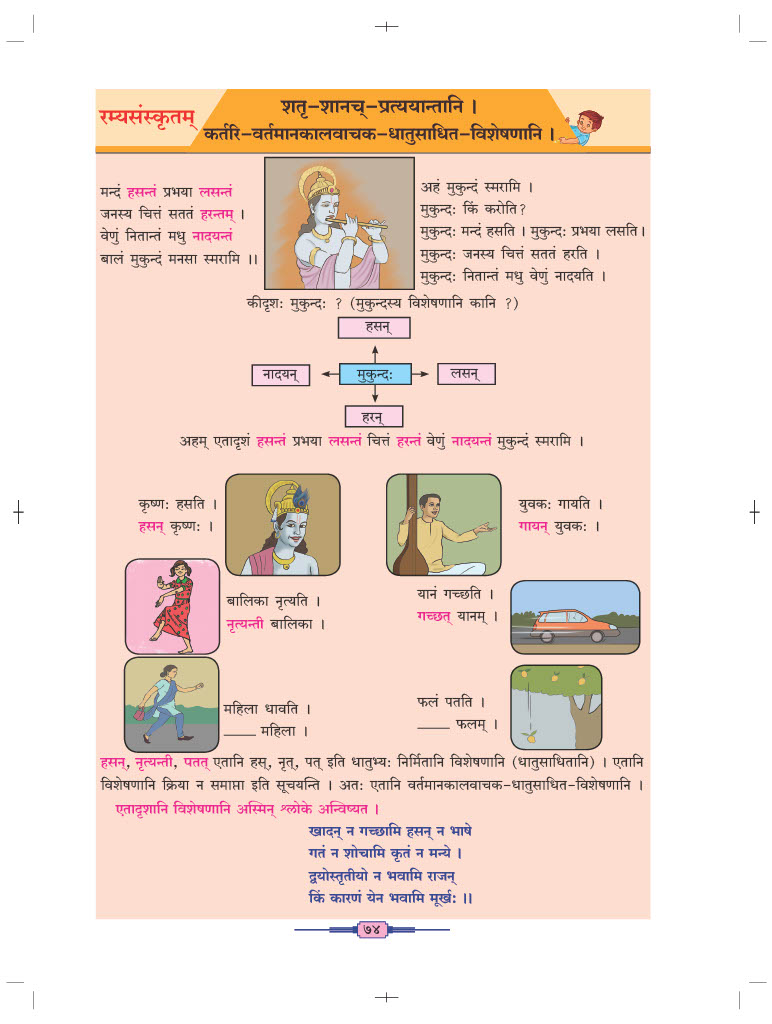 रम्यसंस्कृतम्
शतृ-शानच्-प्रत्ययान्तानि ।
कर्तरि-वर्तमानकालवाचक-धातुसाधित-विशेषणानि ।
मन्दं हसन्तं प्रभया लसन्तं
जनस्य चित्तं सततं हरन्तम् ।
वेणुं नितान्तं मधु नादयन्तं
बालं मुकुन्दं मनसा स्मरामि ।।
अहं मुकुन्दं स्मरामि ।
मुकुन्दः किं करोति?
मुकुन्दः मन्दं हसति । मुकुन्दः प्रभया लसति।
मुकुन्दः जनस्य चित्तं सततं हरति ।
मुकुन्दः नितान्तं मधु वेणुं नादयति ।
कीदृशः मुकुन्दः ? (मुकुन्दस्य विशेषणानि कानि ?)
हसन्
नादयन्
मुकुन्दः
लसन्
हरन्
अहम् एतादृशं हसन्तं प्रभया लसन्तं चित्तं हरन्तं वेणुं नादयन्तं मुकुन्दं स्मरामि ।
कृष्णः हसति ।
हसन् कृष्णः ।
युवकः गायति ।
गायन् युवकः ।
बालिका नृत्यति ।
नृत्यन्ती बालिका ।
यानं गच्छति ।
गच्छत् यानम् ।
महिला धावति ।
____ महिला ।
फलं पतति ।
____ फलम् ।
हसन्, नृत्यन्ती, पतत् एतानि हस्, नृत्, पत् इति धातुभ्यः निर्मितानि विशेषणानि (धातुसाधितानि) । एतानि
विशेषणानि क्रिया न समाप्ता इति सूचयन्ति । अतः एतानि वर्तमानकालवाचक-धातुसाधित-विशेषणानि ।
एतादृशानि विशेषणानि अस्मिन् श्लोके अन्विष्यत ।
खादन् न गच्छामि हसन् न भाषे
गतं न शोचामि कृतं न मन्ये ।
द्वयोस्तृतीयो न भवामि राजन्
किं कारणं येन भवामि मूर्खः ।।
७४